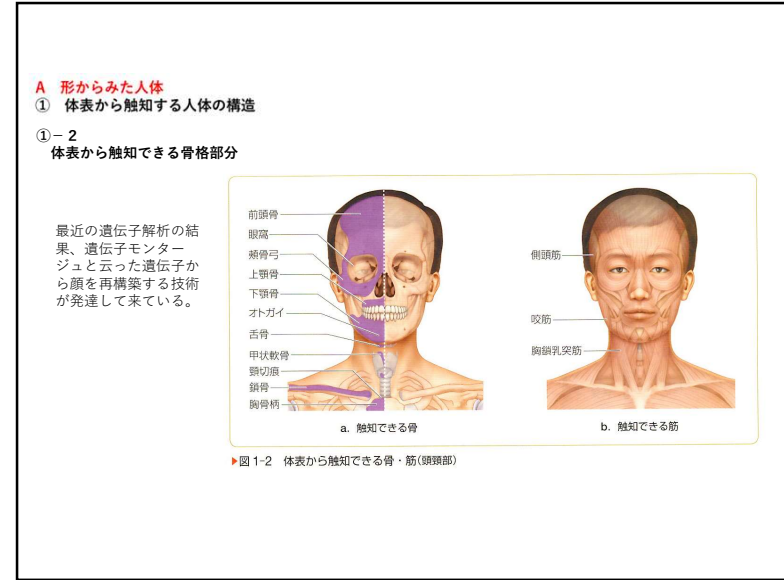 A 形からみた人体
① 体表から触知する人体の構造
①－２
体表から触知できる骨格部分
最近の遺伝子解析の結
果、遺伝子モンター
ジュと云った遺伝子か
ら顔を再構築する技術
が発達して来ている。
前頭骨
眼窩
頬骨弓
上顎骨
下顎骨
オトガイ
舌骨
甲状軟骨
頸切痕
鎖骨
胸骨柄
a. 触知できる骨
側頭筋
咬筋
胸鎖乳突筋
b. 触知できる筋
▶図 1-2 体表から触知できる骨・筋(頭頸部)